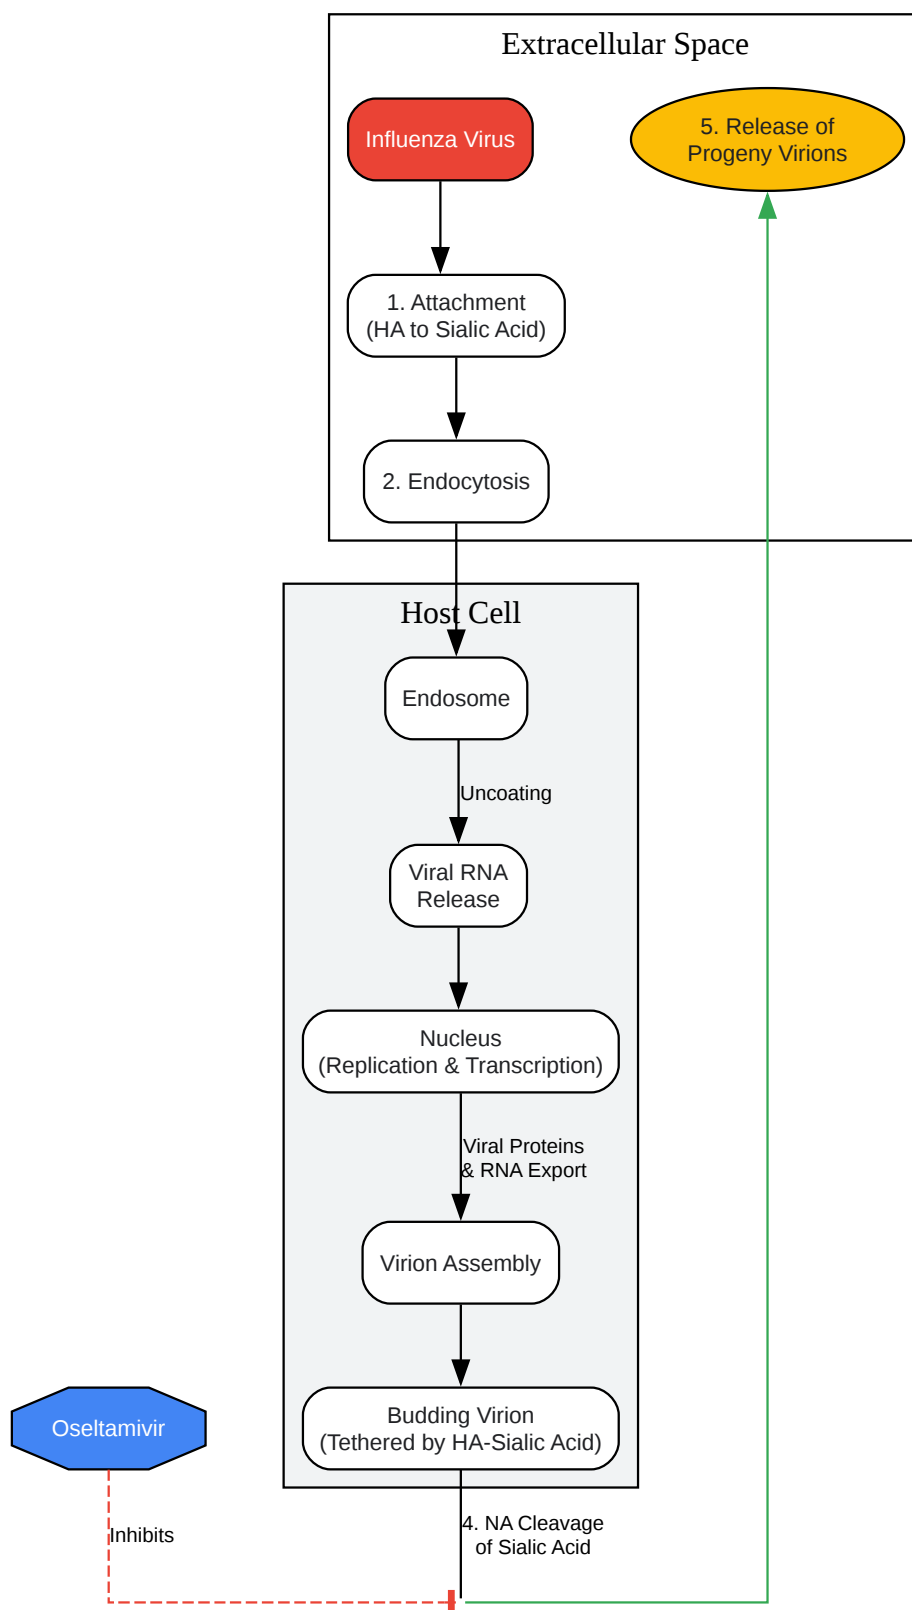 Extracellular Space
Influenza Virus
5. Release of
Progeny Virions
1. Attachment
(HA to Sialic Acid)
2. Endocytosis
Host Cell
Endosome
Uncoating
Viral RNA
Release
Nucleus
(Replication & Transcription)
Viral Proteins
& RNA Export
Virion Assembly
Oseltamivir
Budding Virion
(Tethered by HA-Sialic Acid)
Inhibits
4. NA Cleavage
of Sialic Acid